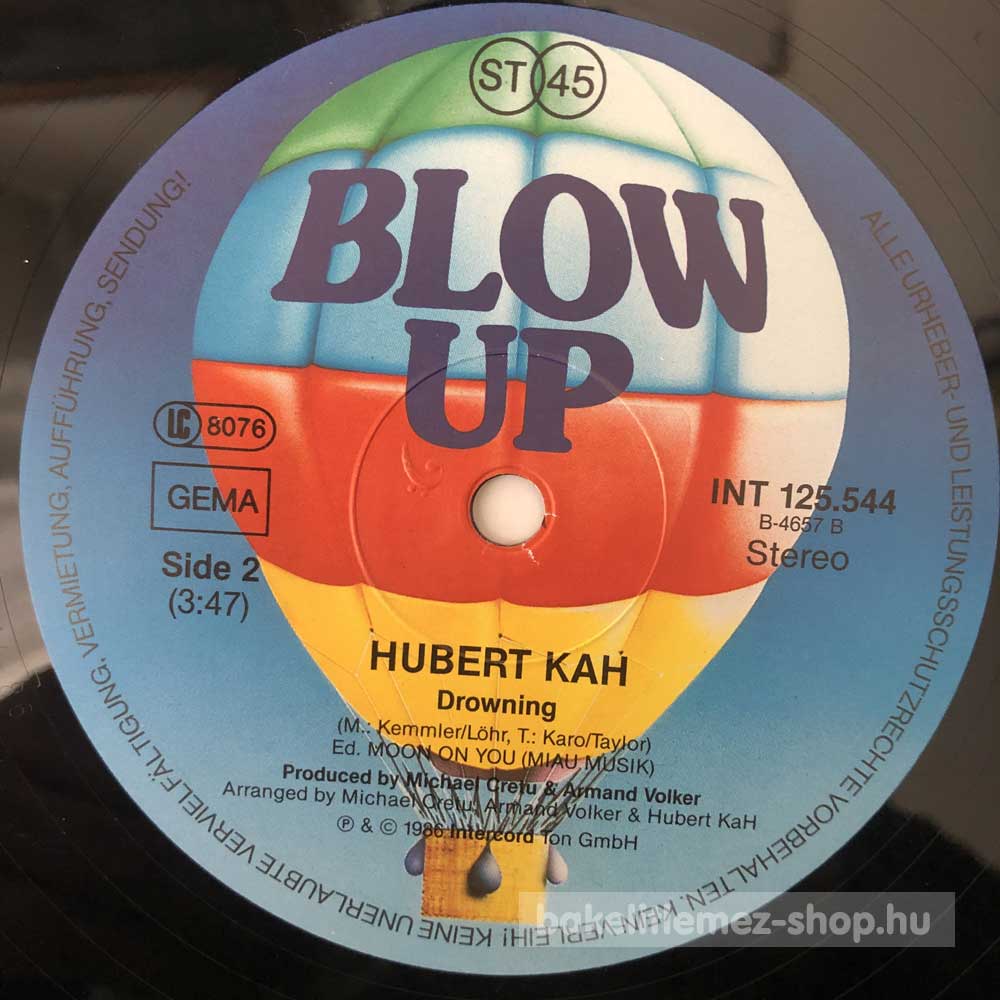 ST 45
BLOW
UP
LC 8076
GEMA
Side 2
(3:47)
INT 125.544
B-4657 B
Stereo
HUBERT KAH
Drowning
(M.: Kemmler/Löhr, T.: Karo/Taylor)
Ed. MOON ON YOU (MIAU MUSIK)
Produced by Michael Cretu & Armand Volker
Arranged by Michael Cretu, Armand Volker & Hubert KaH
℗ & © 1986 Intercord Ton GmbH
ALLE URHEBER- UND LEISTUNGSSCHUTZRECHTE VORBEHALTEN. KEIN VERLEIH! KEINE UNERLAUBTE VERVIELFÄLTIGUNG, VERMIETUNG, AUFFÜHRUNG, SENDUNG!
bakelitlemez-shop.hu